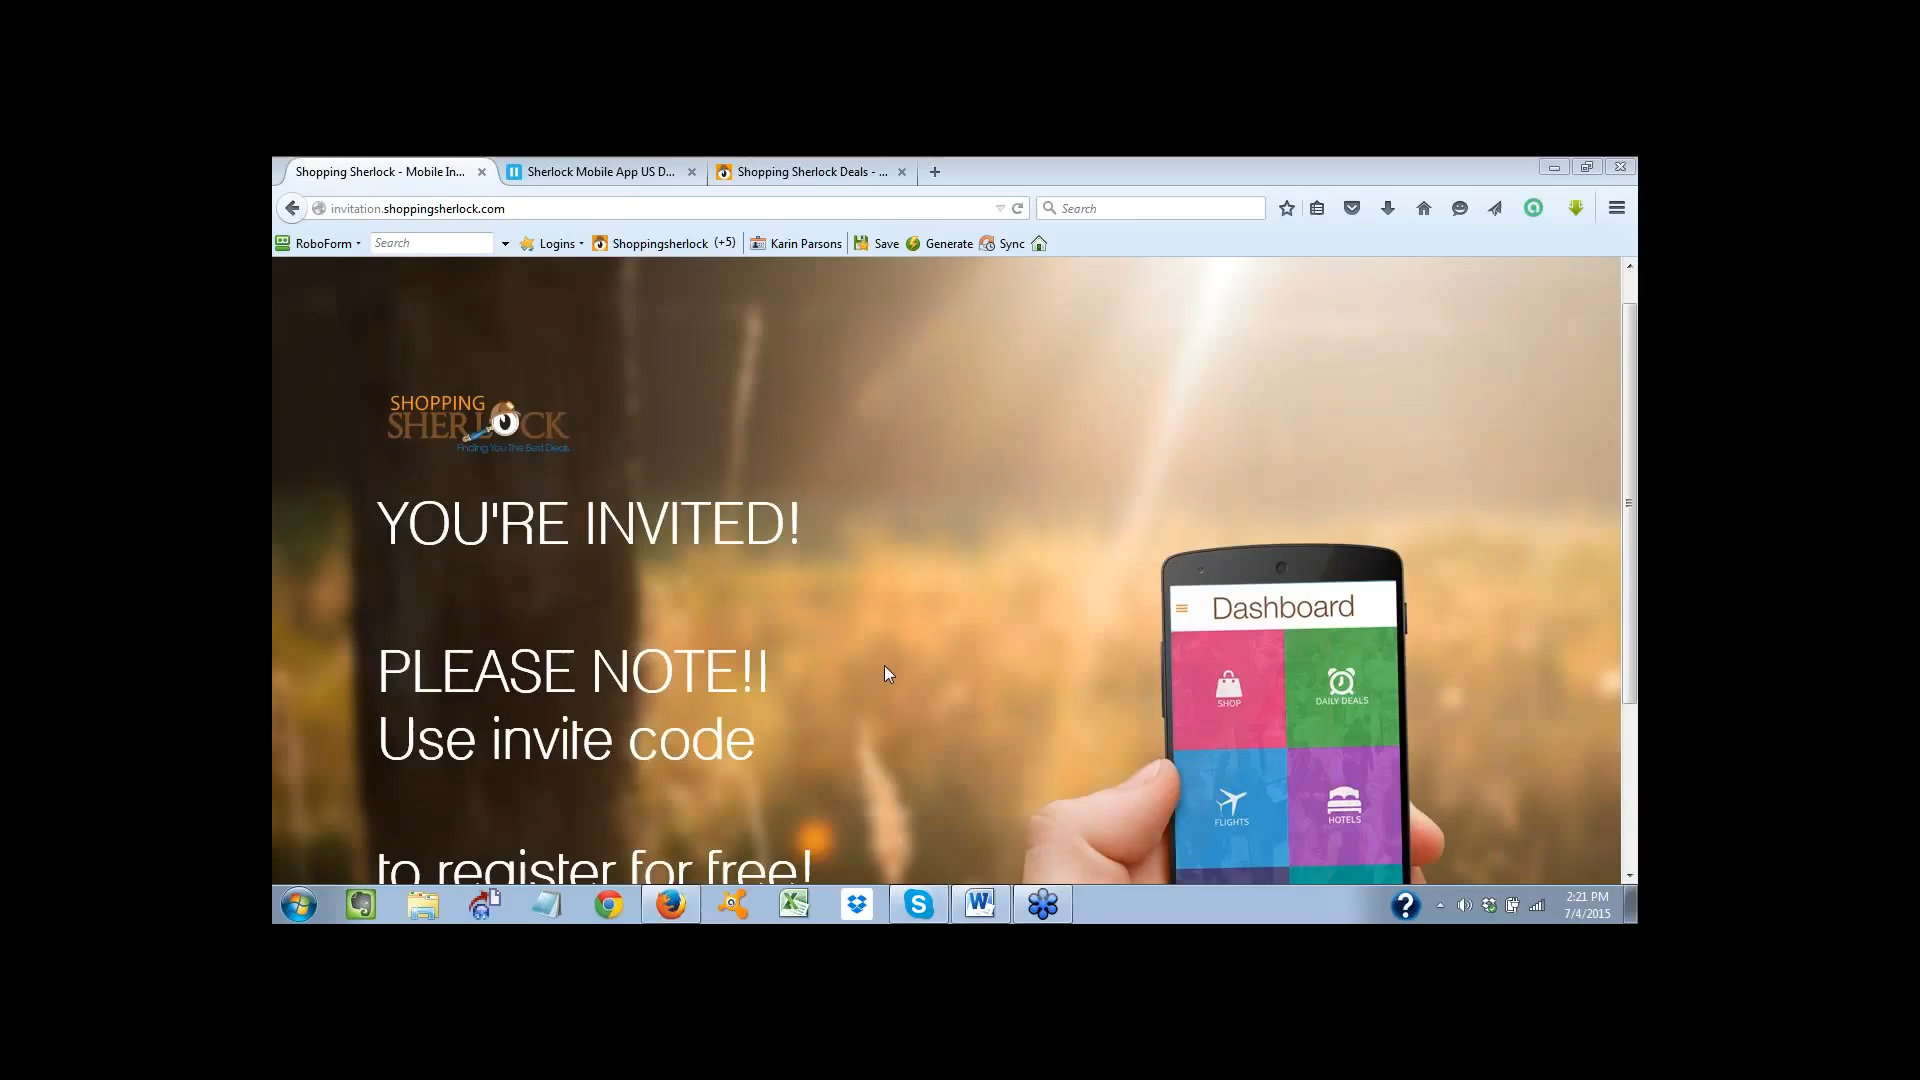 Shopping Sherlock - Mobile In...
Sherlock Mobile App US D...
Shopping Sherlock Deals - ...
invitation.shoppingsherlock.com
Search
RoboForm
Search
Logins
Shoppingsherlock (+5)
Karin Parsons
Save
Generate
Sync
SHOPPING
SHERLOCK
Finding You The Best Deals
YOU'RE INVITED!
PLEASE NOTE!!
Use invite code
to register for free!
Dashboard
SHOP
DAILY DEALS
FLIGHTS
HOTELS
2:21 PM
7/4/2015